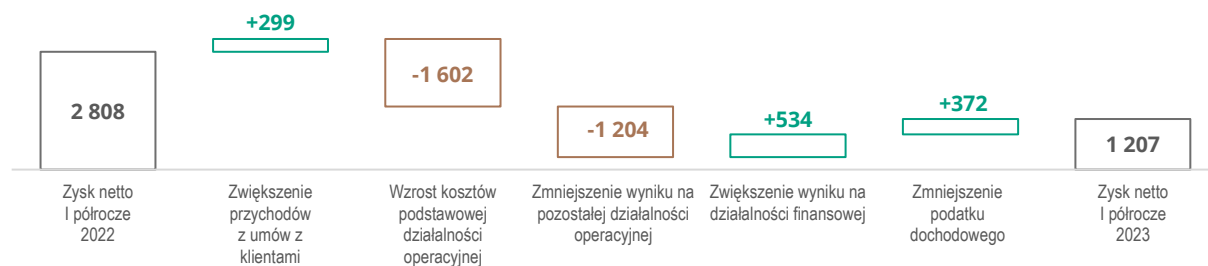 +299
-1 602
2 808
-1 204
+534
+372
1 207
Zysk netto
I półrocze
2022
Zwiększenie
przychodów
z umów z
klientami
Wzrost kosztów
podstawowej
działalności
operacyjnej
Zmniejszenie wyniku na
pozostałej działalności
operacyjnej
Zwiększenie wyniku na
działalności finansowej
Zmniejszenie
podatku
dochodowego
Zysk netto
I półrocze
2023